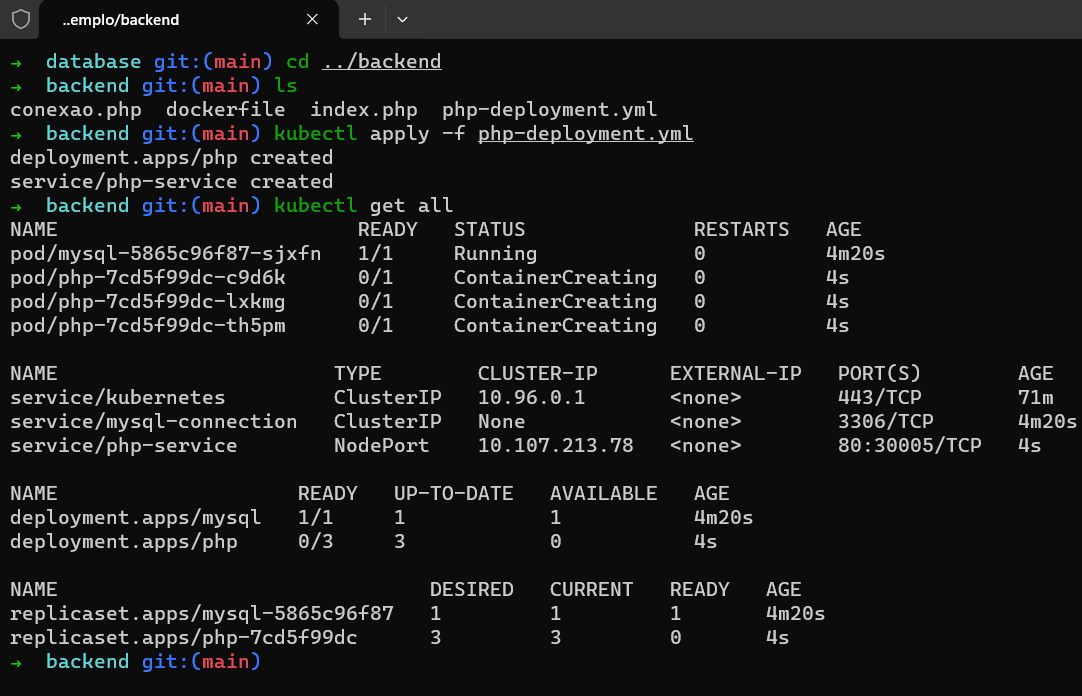 ..emplo/backend
→ database git:(main) cd ../backend
→ backend git:(main) ls
conexao.php dockerfile index.php php-deployment.yml
→ backend git:(main) kubectl apply -f php-deployment.yml
deployment.apps/php created
service/php-service created
→ backend git:(main) kubectl get all
NAME READY STATUS RESTARTS AGE
pod/mysql-5865c96f87-sjxfn 1/1 Running 0 4m20s
pod/php-7cd5f99dc-c9d6k 0/1 ContainerCreating 0 4s
pod/php-7cd5f99dc-lxkmg 0/1 ContainerCreating 0 4s
pod/php-7cd5f99dc-th5pm 0/1 ContainerCreating 0 4s
NAME TYPE CLUSTER-IP EXTERNAL-IP PORT(S) AGE
service/kubernetes ClusterIP 10.96.0.1 <none> 443/TCP 71m
service/mysql-connection ClusterIP None <none> 3306/TCP 4m20s
service/php-service NodePort 10.107.213.78 <none> 80:30005/TCP 4s
NAME READY UP-TO-DATE AVAILABLE AGE
deployment.apps/mysql 1/1 1 1 4m20s
deployment.apps/php 0/3 3 0 4s
NAME DESIRED CURRENT READY AGE
replicaset.apps/mysql-5865c96f87 1 1 1 4m20s
replicaset.apps/php-7cd5f99dc 3 3 0 4s
→ backend git:(main)